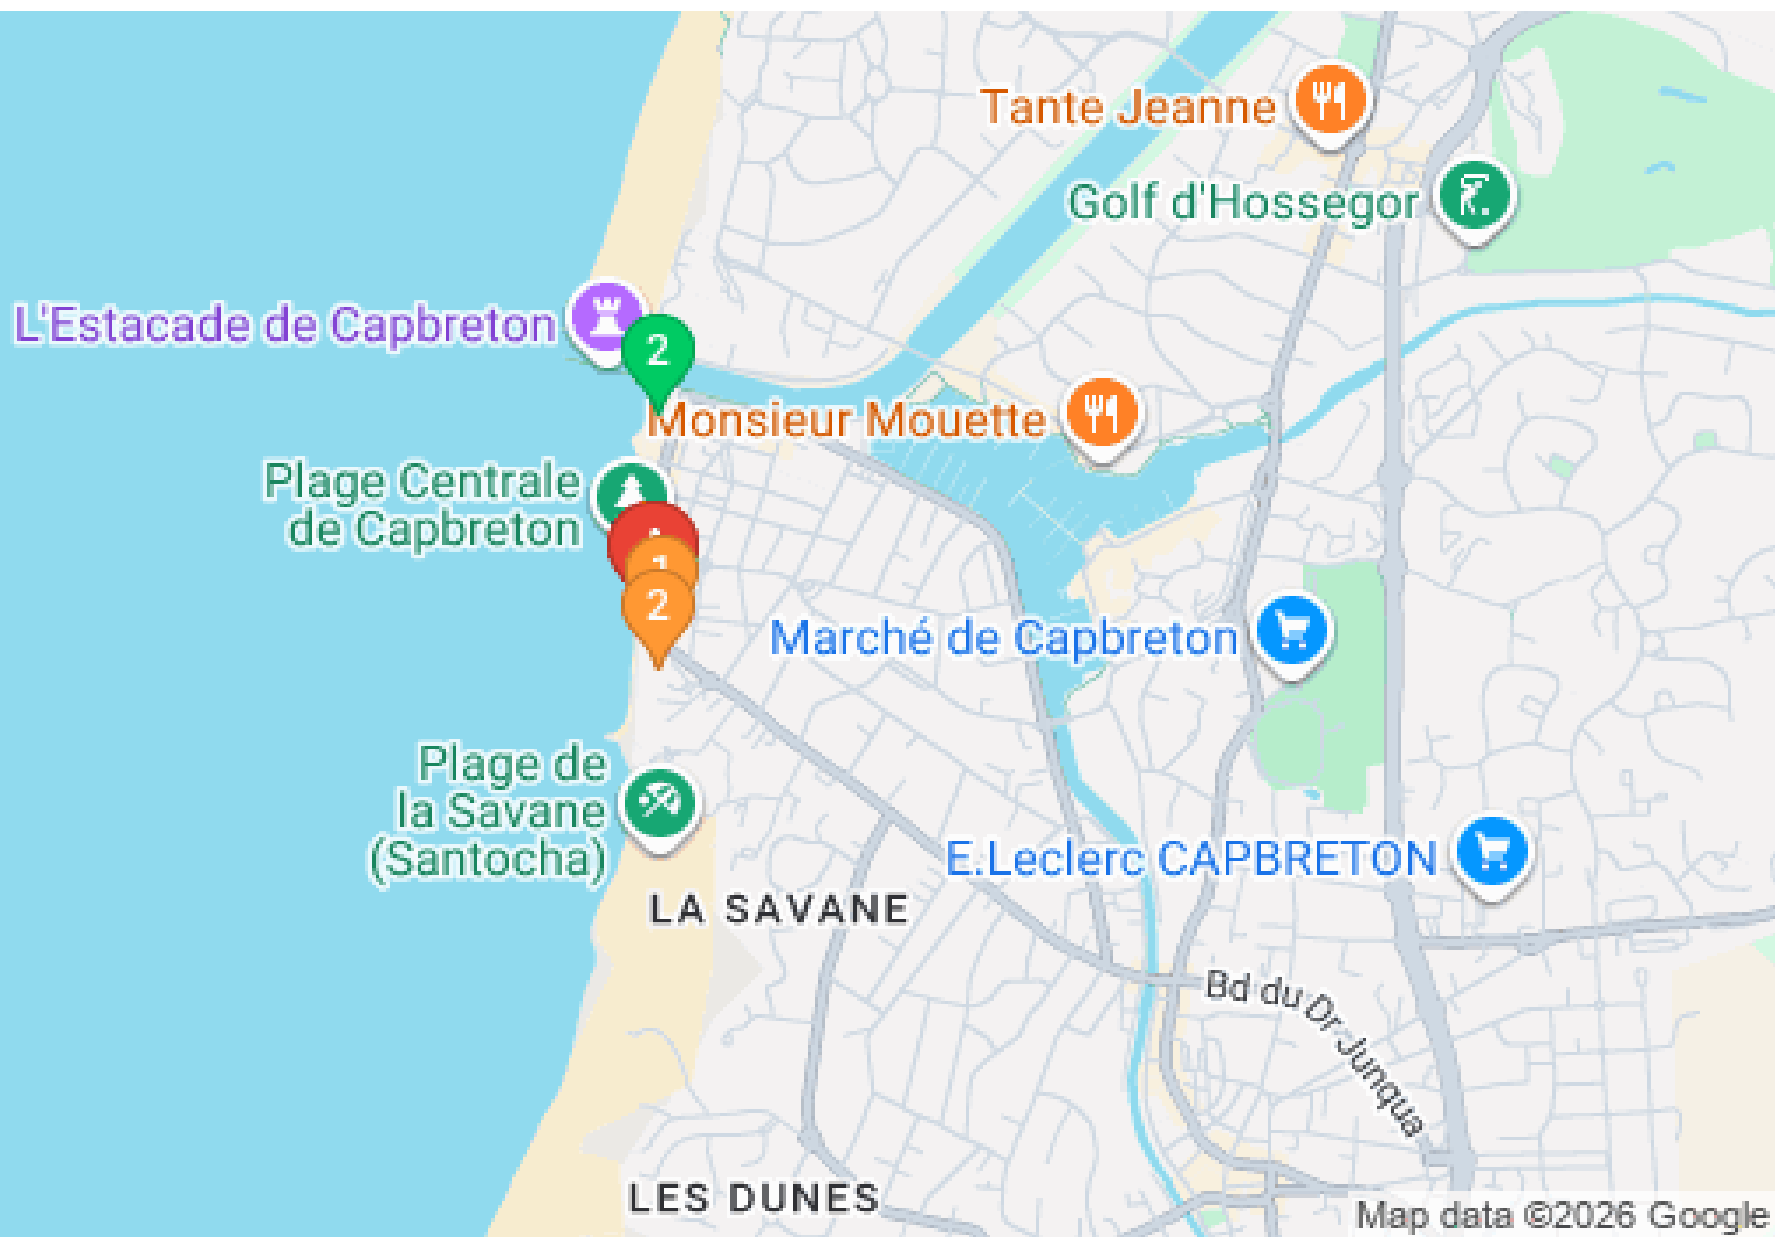 Tante Jeanne
Golf d'Hossegor
L'Estacade de Capbreton
2
Monsieur Mouette
Plage Centrale
de Capbreton
1
2
Marché de Capbreton
Plage de
la Savane
(Santocha)
E.Leclerc CAPBRETON
LA SAVANE
Bd du Dr Junqua
LES DUNES
Map data ©2026 Google